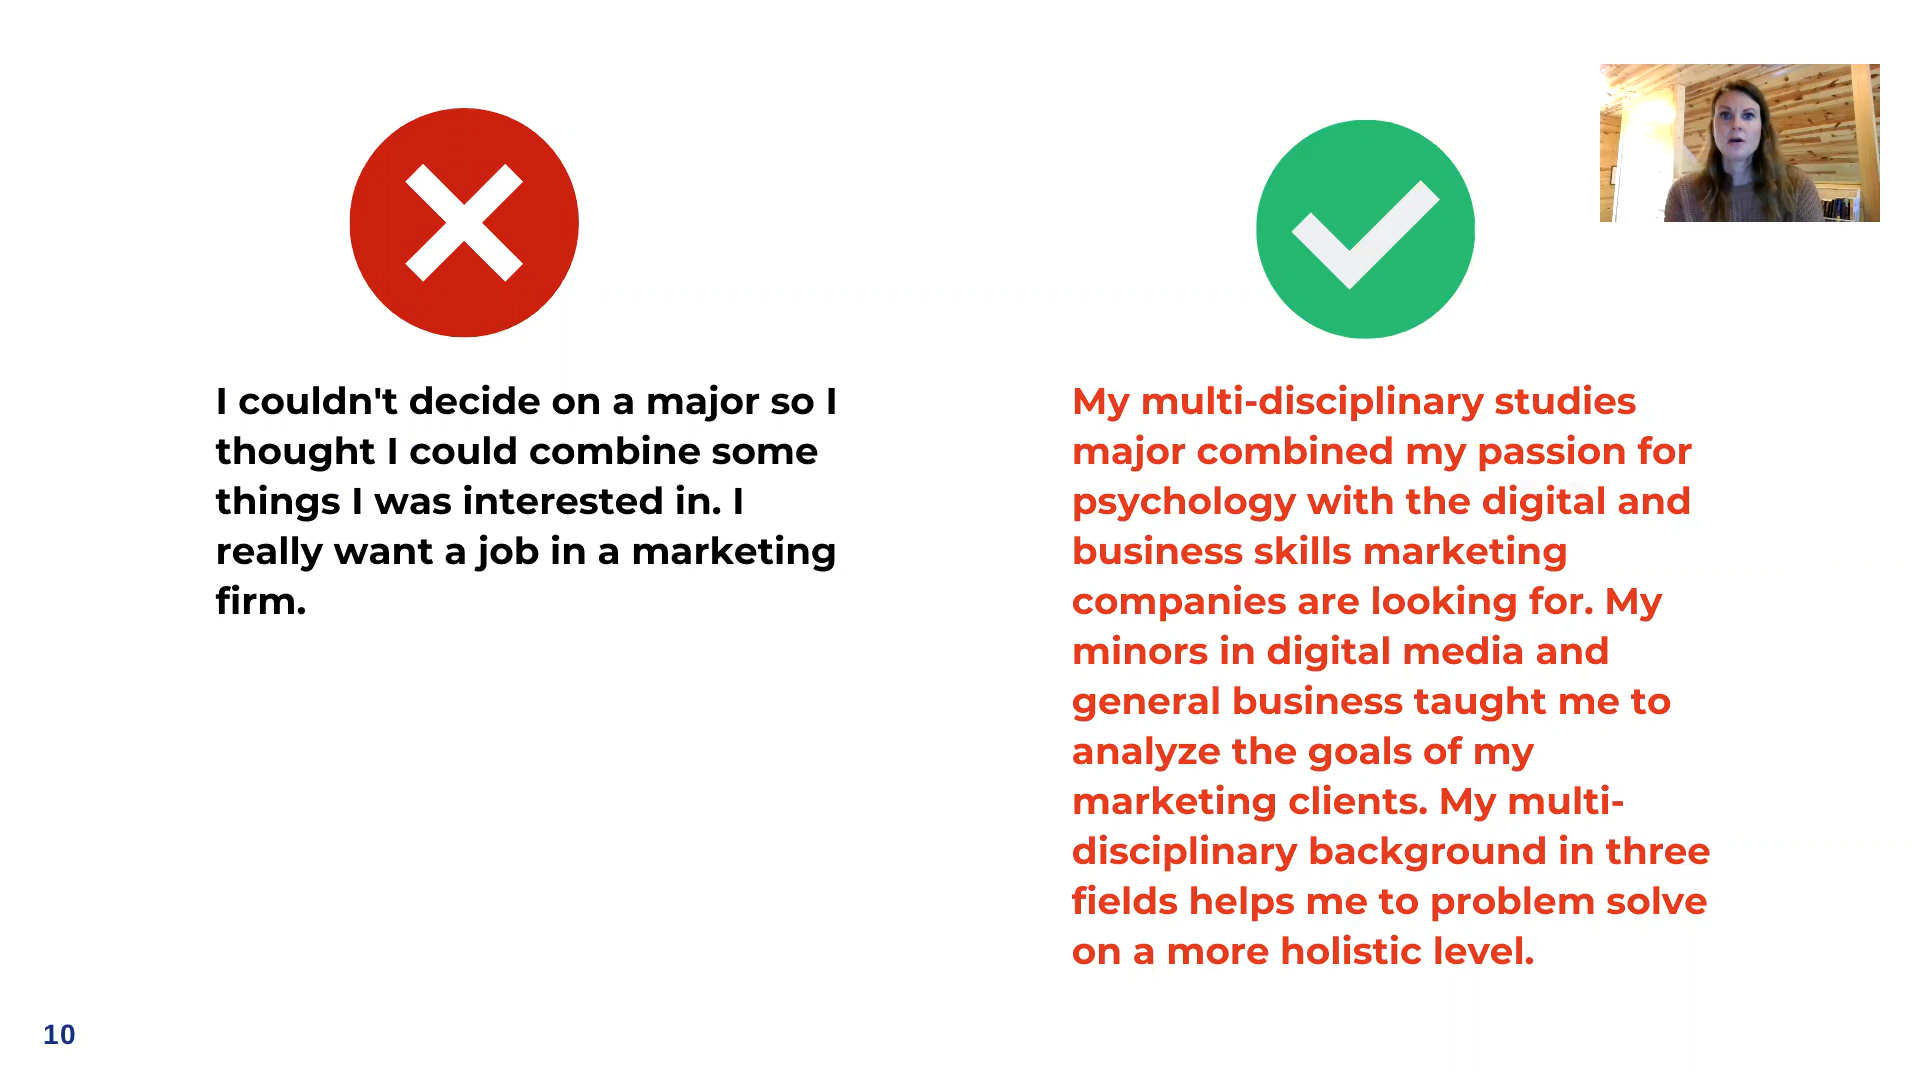 I couldn't decide on a major so I
thought I could combine some
things I was interested in. I
really want a job in a marketing
firm.
My multi-disciplinary studies
major combined my passion for
psychology with the digital and
business skills marketing
companies are looking for. My
minors in digital media and
general business taught me to
analyze the goals of my
marketing clients. My multi-
disciplinary background in three
fields helps me to problem solve
on a more holistic level.
10